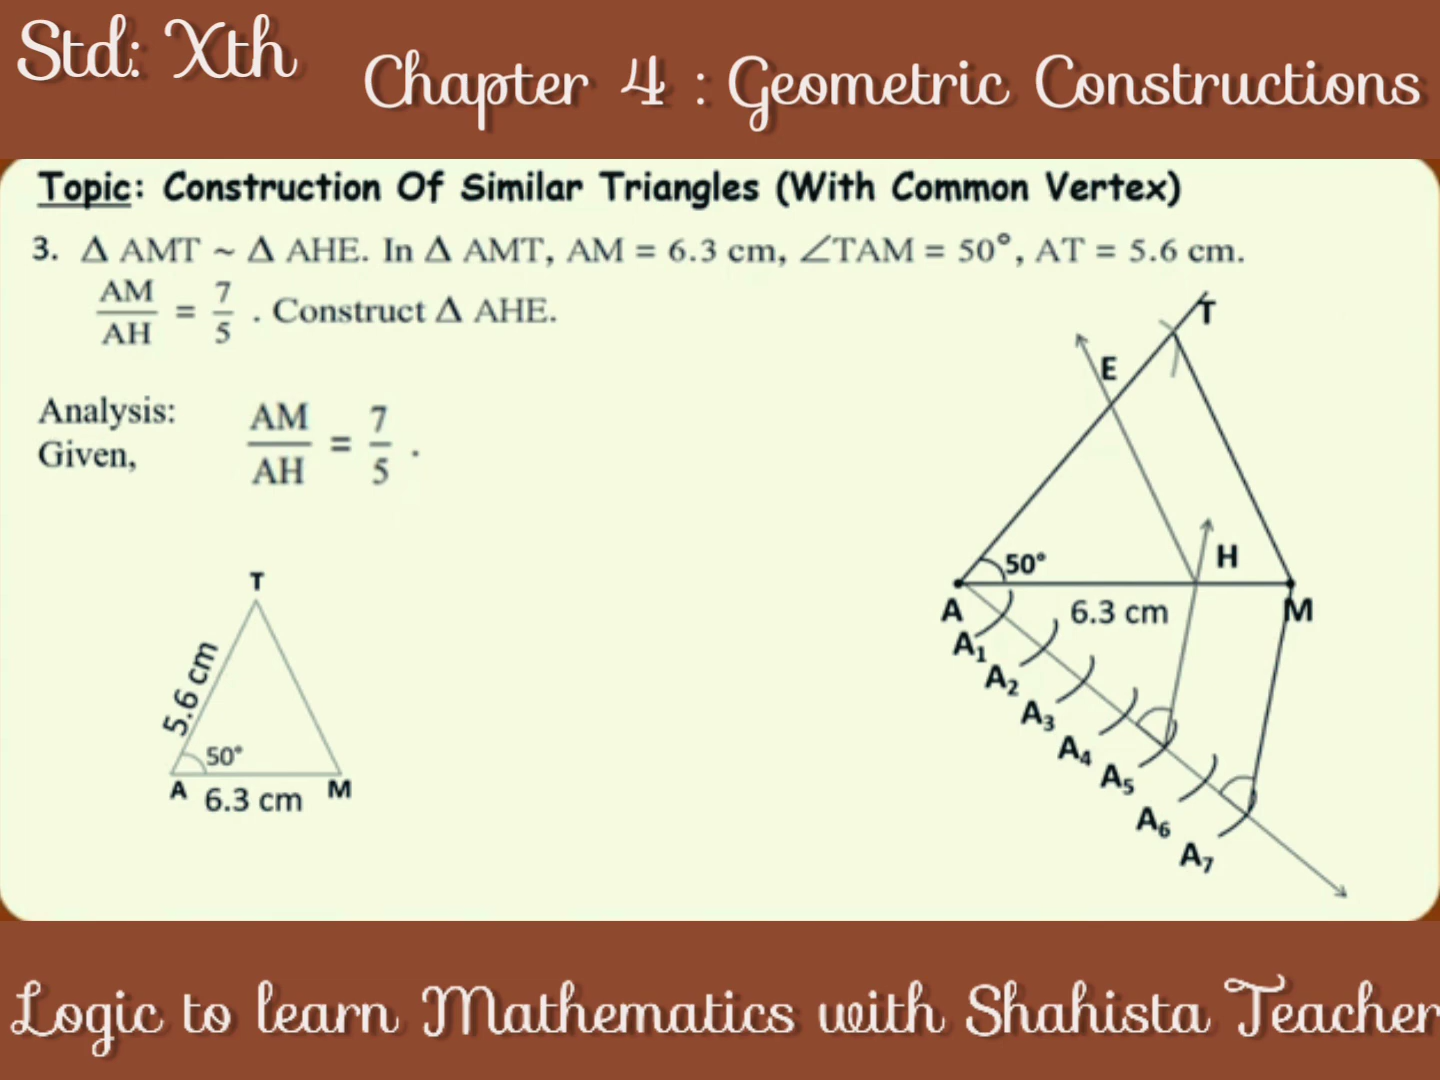 Std: Xth
Chapter 4 : Geometric Constructions
Topic: Construction Of Similar Triangles (With Common Vertex)
3. Δ AMT ~ Δ AHE. In Δ AMT, AM = 6.3 cm, ∠TAM = 50°, AT = 5.6 cm.
AM/AH = 7/5 . Construct Δ AHE.
Analysis:
Given, AM/AH = 7/5 .
T
5.6 cm
50°
A 6.3 cm M
T
E
50°
H
A 6.3 cm M
A1
A2
A3
A4
A5
A6
A7
Logic to learn Mathematics with Shahista Teacher